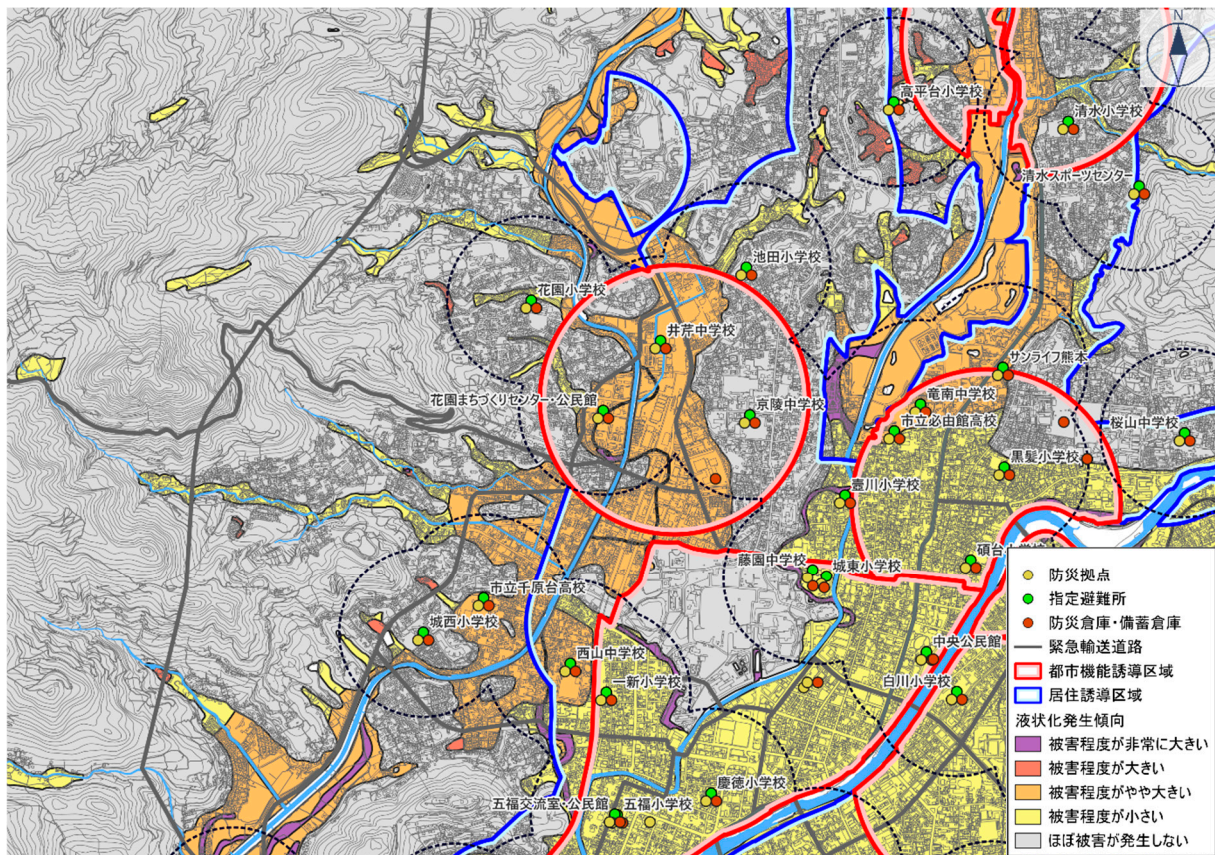 N
高平台小学校
清水小学校
清水スポーツセンター
池田小学校
花園小学校
井芹中学校
サンライフ熊本
花園まちづくりセンター・公民館
京陵中学校
竜南中学校
市立必由館高校
桜山中学校
黒髪小学校
壺川小学校
藤園中学校
城東小学校
碩台小学校
市立千原台高校
城西小学校
西山中学校
一新小学校
中央公民館
白川小学校
慶徳小学校
五福交流室・公民館
五福小学校
防災拠点
指定避難所
防災倉庫・備蓄倉庫
緊急輸送道路
都市機能誘導区域
居住誘導区域
液状化発生傾向
被害程度が非常に大きい
被害程度が大きい
被害程度がやや大きい
被害程度が小さい
ほぼ被害が発生しない